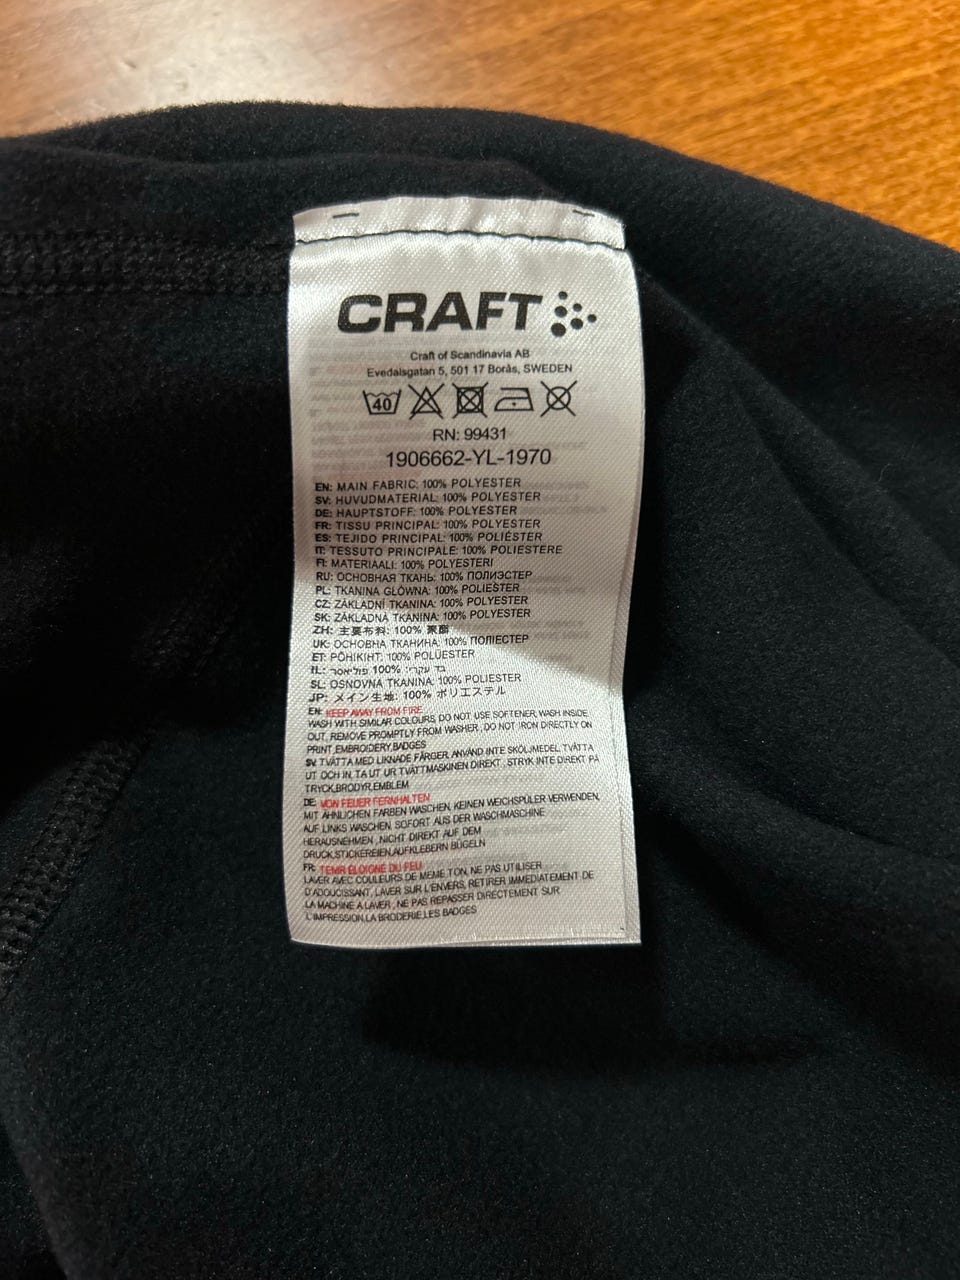 CRAFT
Craft of Scandinavia AB
Evedalsgatan 5, 501 17 Borås, SWEDEN
40
RN: 99431
1906662-YL-1970
EN: MAIN FABRIC: 100% POLYESTER
SV: HUVUDMATERIAL: 100% POLYESTER
DE: HAUPTSTOFF: 100% POLYESTER
FR: TISSU PRINCIPAL: 100% POLYESTER
ES: TEJIDO PRINCIPAL: 100% POLIÉSTER
IT: TESSUTO PRINCIPALE: 100% POLIESTERE
FI: MATERIAALI: 100% POLYESTERI
RU: ОСНОВНАЯ ТКАНЬ: 100% ПОЛИЭСТЕР
PL: TKANINA GŁÓWNA: 100% POLIESTER
CZ: ZÁKLADNÍ TKANINA: 100% POLYESTER
SK: ZÁKLADNA TKANINA: 100% POLYESTER
ZH: 主要布料: 100% 聚酯
UK: ОСНОВНА ТКАНИНА: 100% ПОЛІЕСТЕР
ET: PÕHIKIHT: 100% POLÜESTER
IL: בד עקרי: 100% פוליאסר
SL: OSNOVNA TKANINA: 100% POLYESTER
JP: メイン生地: 100% ポリエステル
EN: KEEP AWAY FROM FIRE
WASH WITH SIMILAR COLOURS, DO NOT USE SOFTENER, WASH INSIDE
OUT, REMOVE PROMPTLY FROM WASHER , DO NOT IRON DIRECTLY ON
PRINT,EMBROIDERY,BADGES
SV: TVÄTTA MED LIKNADE FÄRGER. ANVÄND INTE SKÖLJMEDEL. TVÄTTA
UT OCH IN. TA UT UR TVÄTTMASKINEN DIREKT , STRYK INTE DIREKT PÅ
TRYCK,BRODYR,EMBLEM
DE: VON FEUER FERNHALTEN
MIT ÄHNLICHEN FARBEN WASCHEN, KEINEN WEICHSPÜLER VERWENDEN,
AUF LINKS WASCHEN. SOFORT AUS DER WASCHMASCHINE
HERAUSNEHMEN , NICHT DIREKT AUF DEM
DRUCK,STICKEREIEN,AUFKLEBERN BÜGELN
FR: TENIR ÉLOIGNÉ DU FEU
LAVER AVEC COULEURS DE MEME TON, NE PAS UTILISER
D'ADOUCISSANT, LAVER SUR L'ENVERS, RETIRER IMMEDIATEMENT DE
LA MACHINE A LAVER , NE PAS REPASSER DIRECTEMENT SUR
L'IMPRESSION,LA BRODERIE,LES BADGES